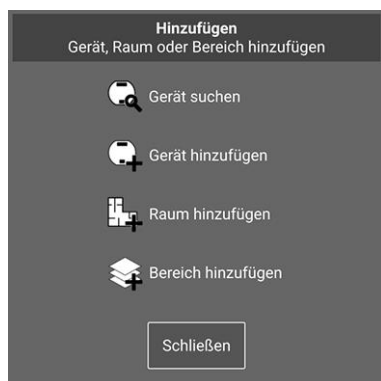 Hinzufügen
Gerät, Raum oder Bereich hinzufügen
Gerät suchen
Gerät hinzufügen
Raum hinzufügen
Bereich hinzufügen
Schließen